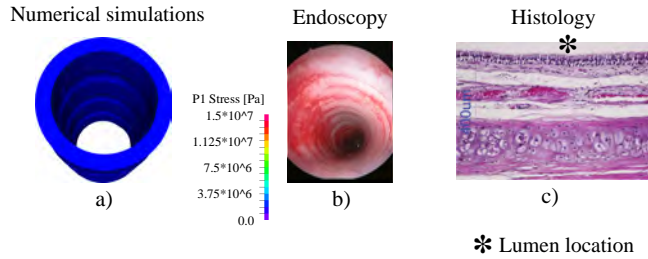 Numerical simulations
Endoscopy
Histology
✻
P1 Stress [Pa]
1.5*10^7
1.125*10^7
7.5*10^6
3.75*10^6
0.0
a)
b)
c)
✻ Lumen location